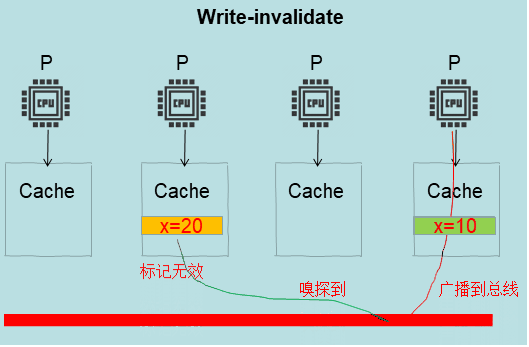 Write-invalidate
P
P
P
P
CPU
CPU
CPU
CPU
Cache
Cache
Cache
Cache
x=20
x=10
标记无效
嗅探到
广播到总线